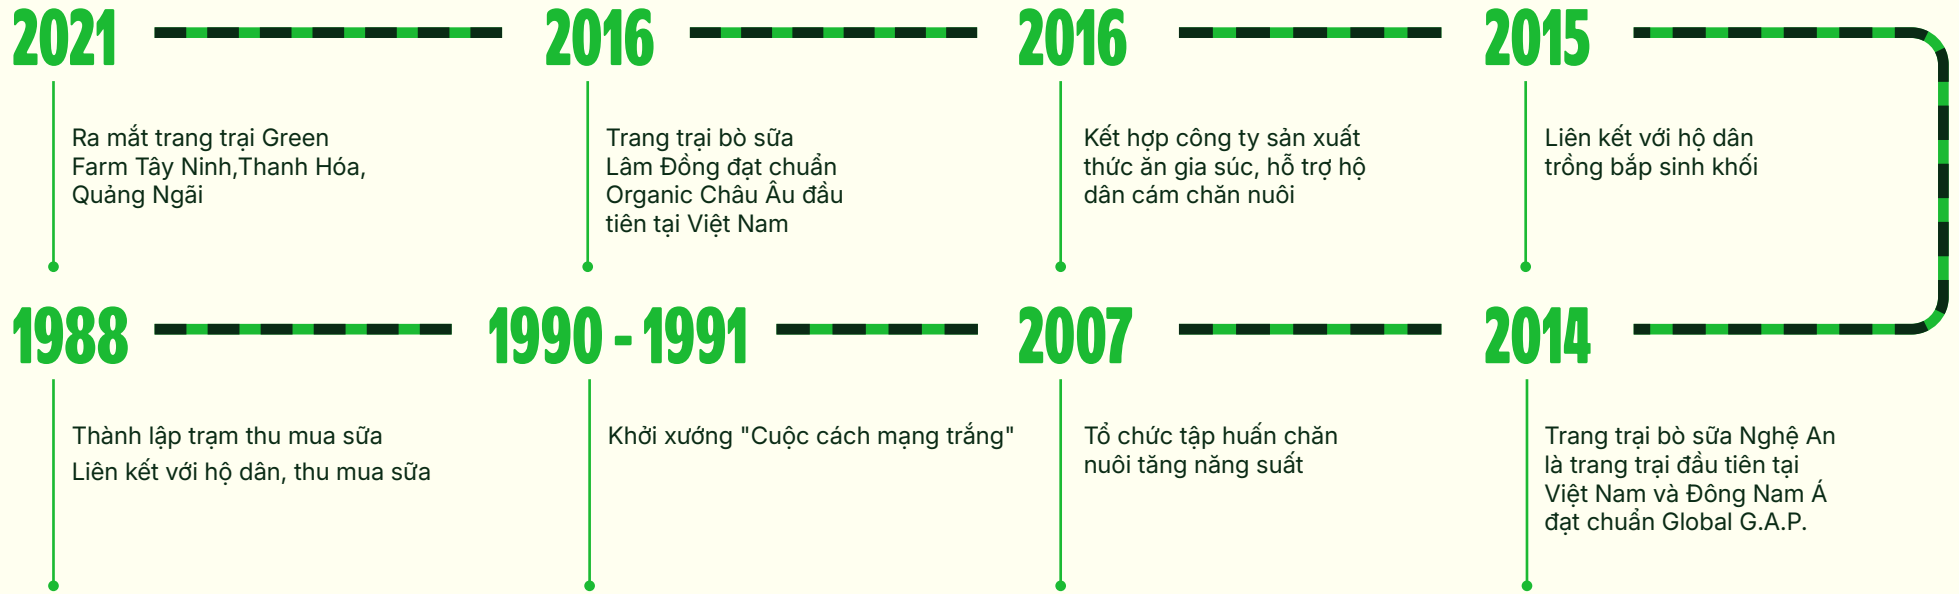 2021
Ra mắt trang trại Green
Farm Tây Ninh,Thanh Hóa,
Quảng Ngãi
2016
Trang trại bò sữa
Lâm Đồng đạt chuẩn
Organic Châu Âu đầu
tiên tại Việt Nam
2016
Kết hợp công ty sản xuất
thức ăn gia súc, hỗ trợ hộ
dân cám chăn nuôi
2015
Liên kết với hộ dân
trồng bắp sinh khối
1988
Thành lập trạm thu mua sữa
Liên kết với hộ dân, thu mua sữa
1990 - 1991
Khởi xướng "Cuộc cách mạng trắng"
2007
Tổ chức tập huấn chăn
nuôi tăng năng suất
2014
Trang trại bò sữa Nghệ An
là trang trại đầu tiên tại
Việt Nam và Đông Nam Á
đạt chuẩn Global G.A.P.